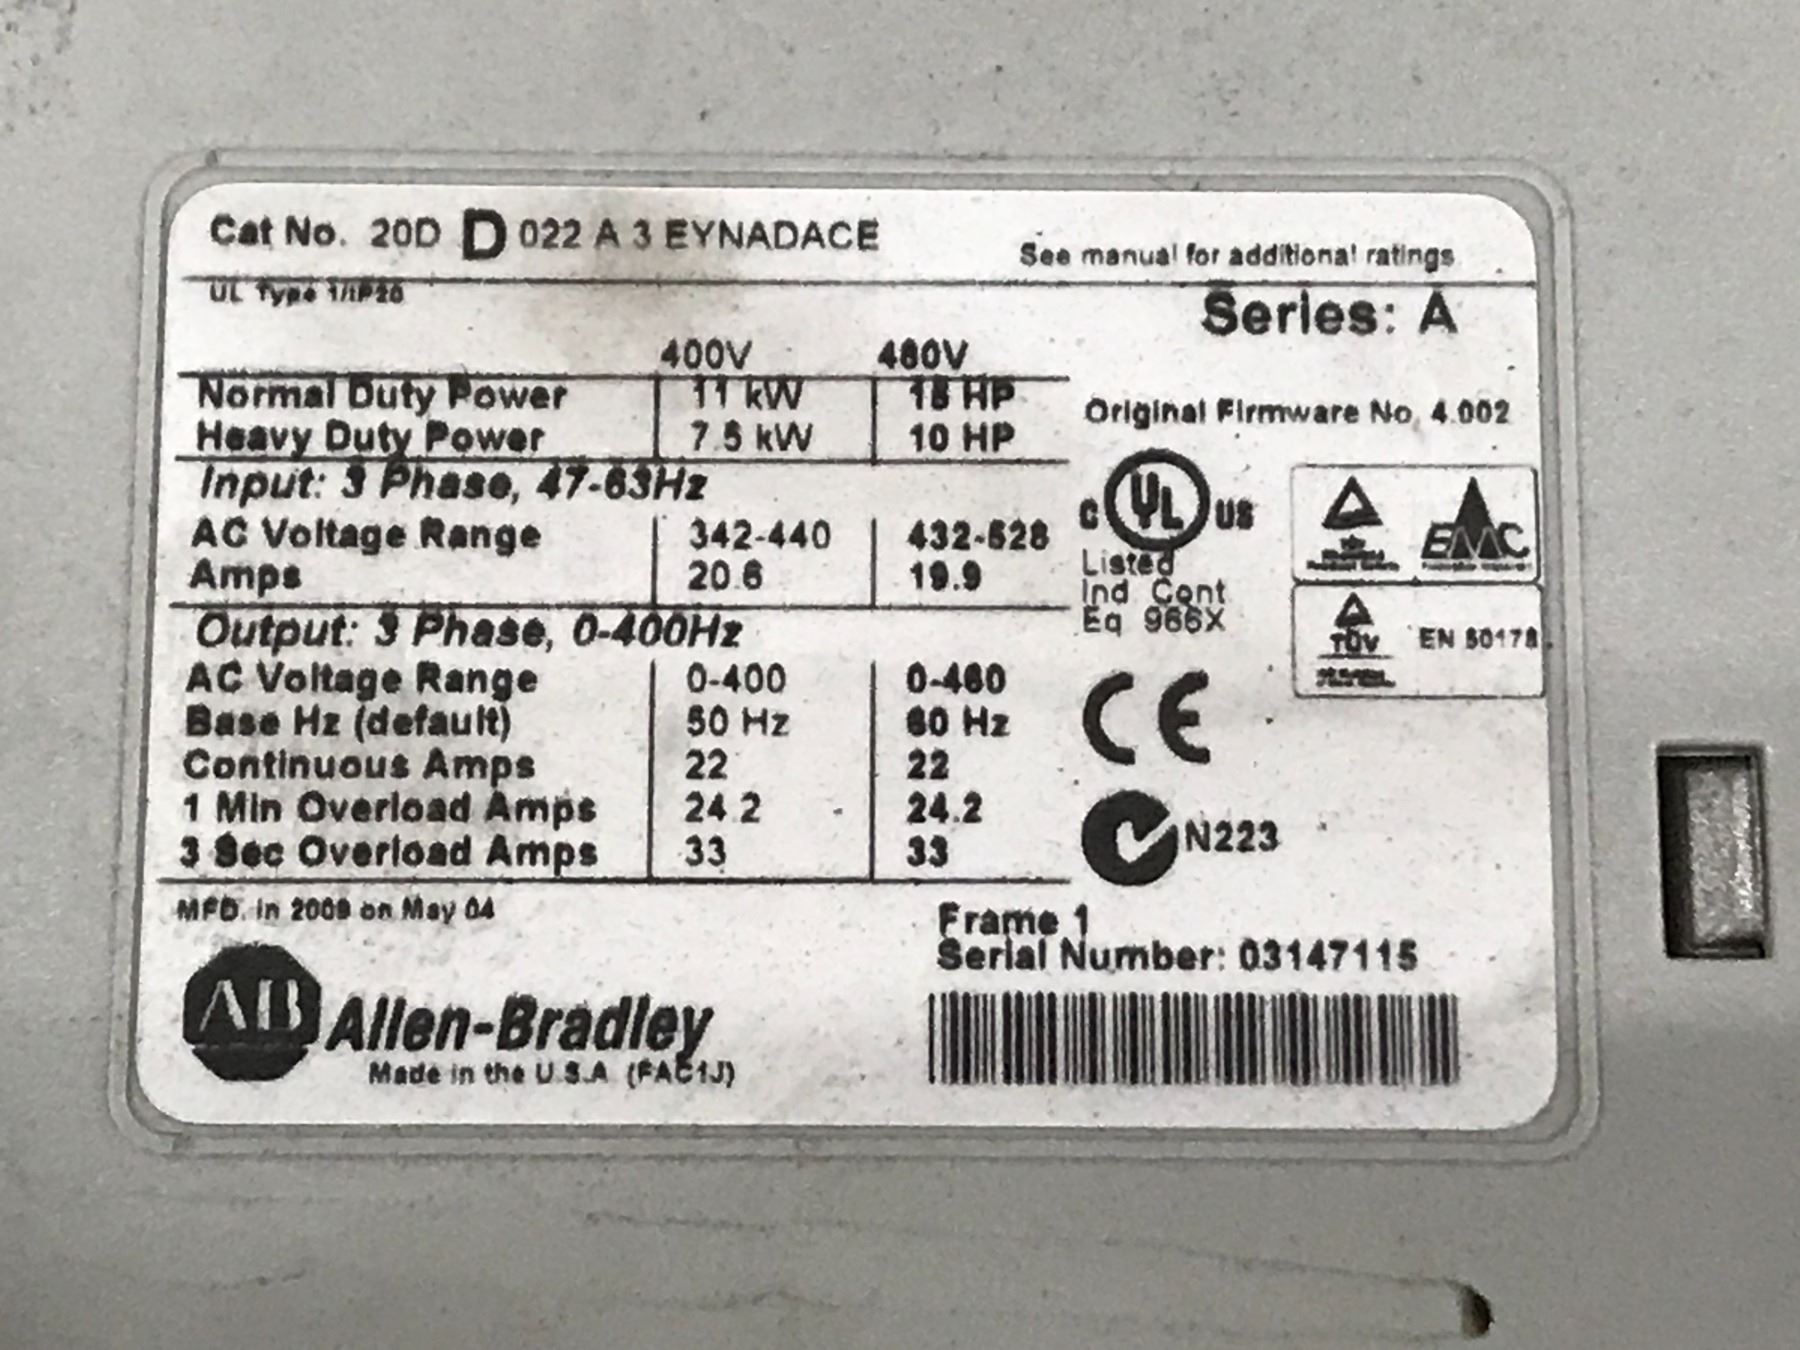 Cat No. 20D D 022 A 3 EYNADACE
See manual for additional ratings
UL Type 1/IP20
Series: A
400V 480V
Normal Duty Power 11 kW 15 HP
Heavy Duty Power 7.5 kW 10 HP
Original Firmware No. 4.002
Input: 3 Phase, 47-63Hz
AC Voltage Range 342-440 432-528
Amps 20.6 19.9
C UL US
Listed
Ind Cont
Eq 966X
EMC
Output: 3 Phase, 0-400Hz
AC Voltage Range 0-400 0-460
Base Hz (default) 50 Hz 60 Hz
Continuous Amps 22 22
1 Min Overload Amps 24.2 24.2
3 Sec Overload Amps 33 33
TÜV EN 50178
CE
N223
MFD. in 2009 on May 04
Frame 1
Serial Number: 03147115
AB Allen-Bradley
Made in the U.S.A (FAC1J)